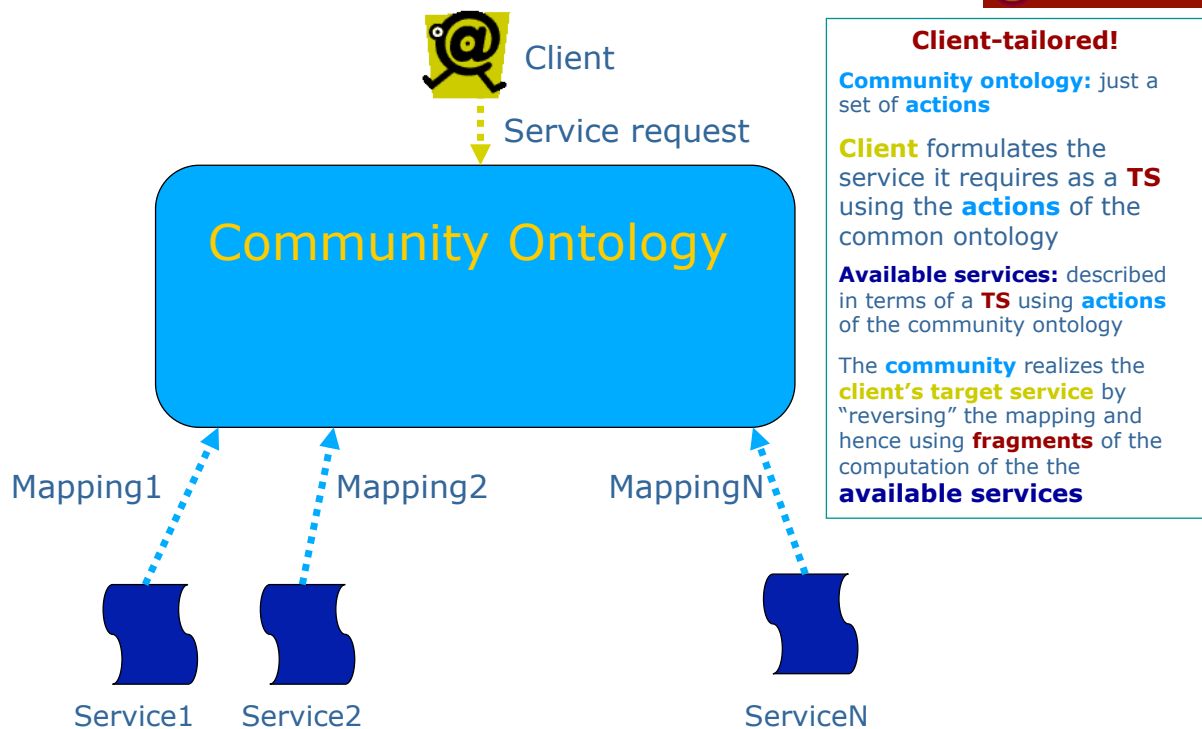 Client
Service request
Community Ontology
Mapping1
Mapping2
MappingN
Service1
Service2
ServiceN
Client-tailored!
Community ontology: just a
set of actions
Client formulates the
service it requires as a TS
using the actions of the
common ontology
Available services: described
in terms of a TS using actions
of the community ontology
The community realizes the
client’s target service by
“reversing” the mapping and
hence using fragments of the
computation of the the
available services